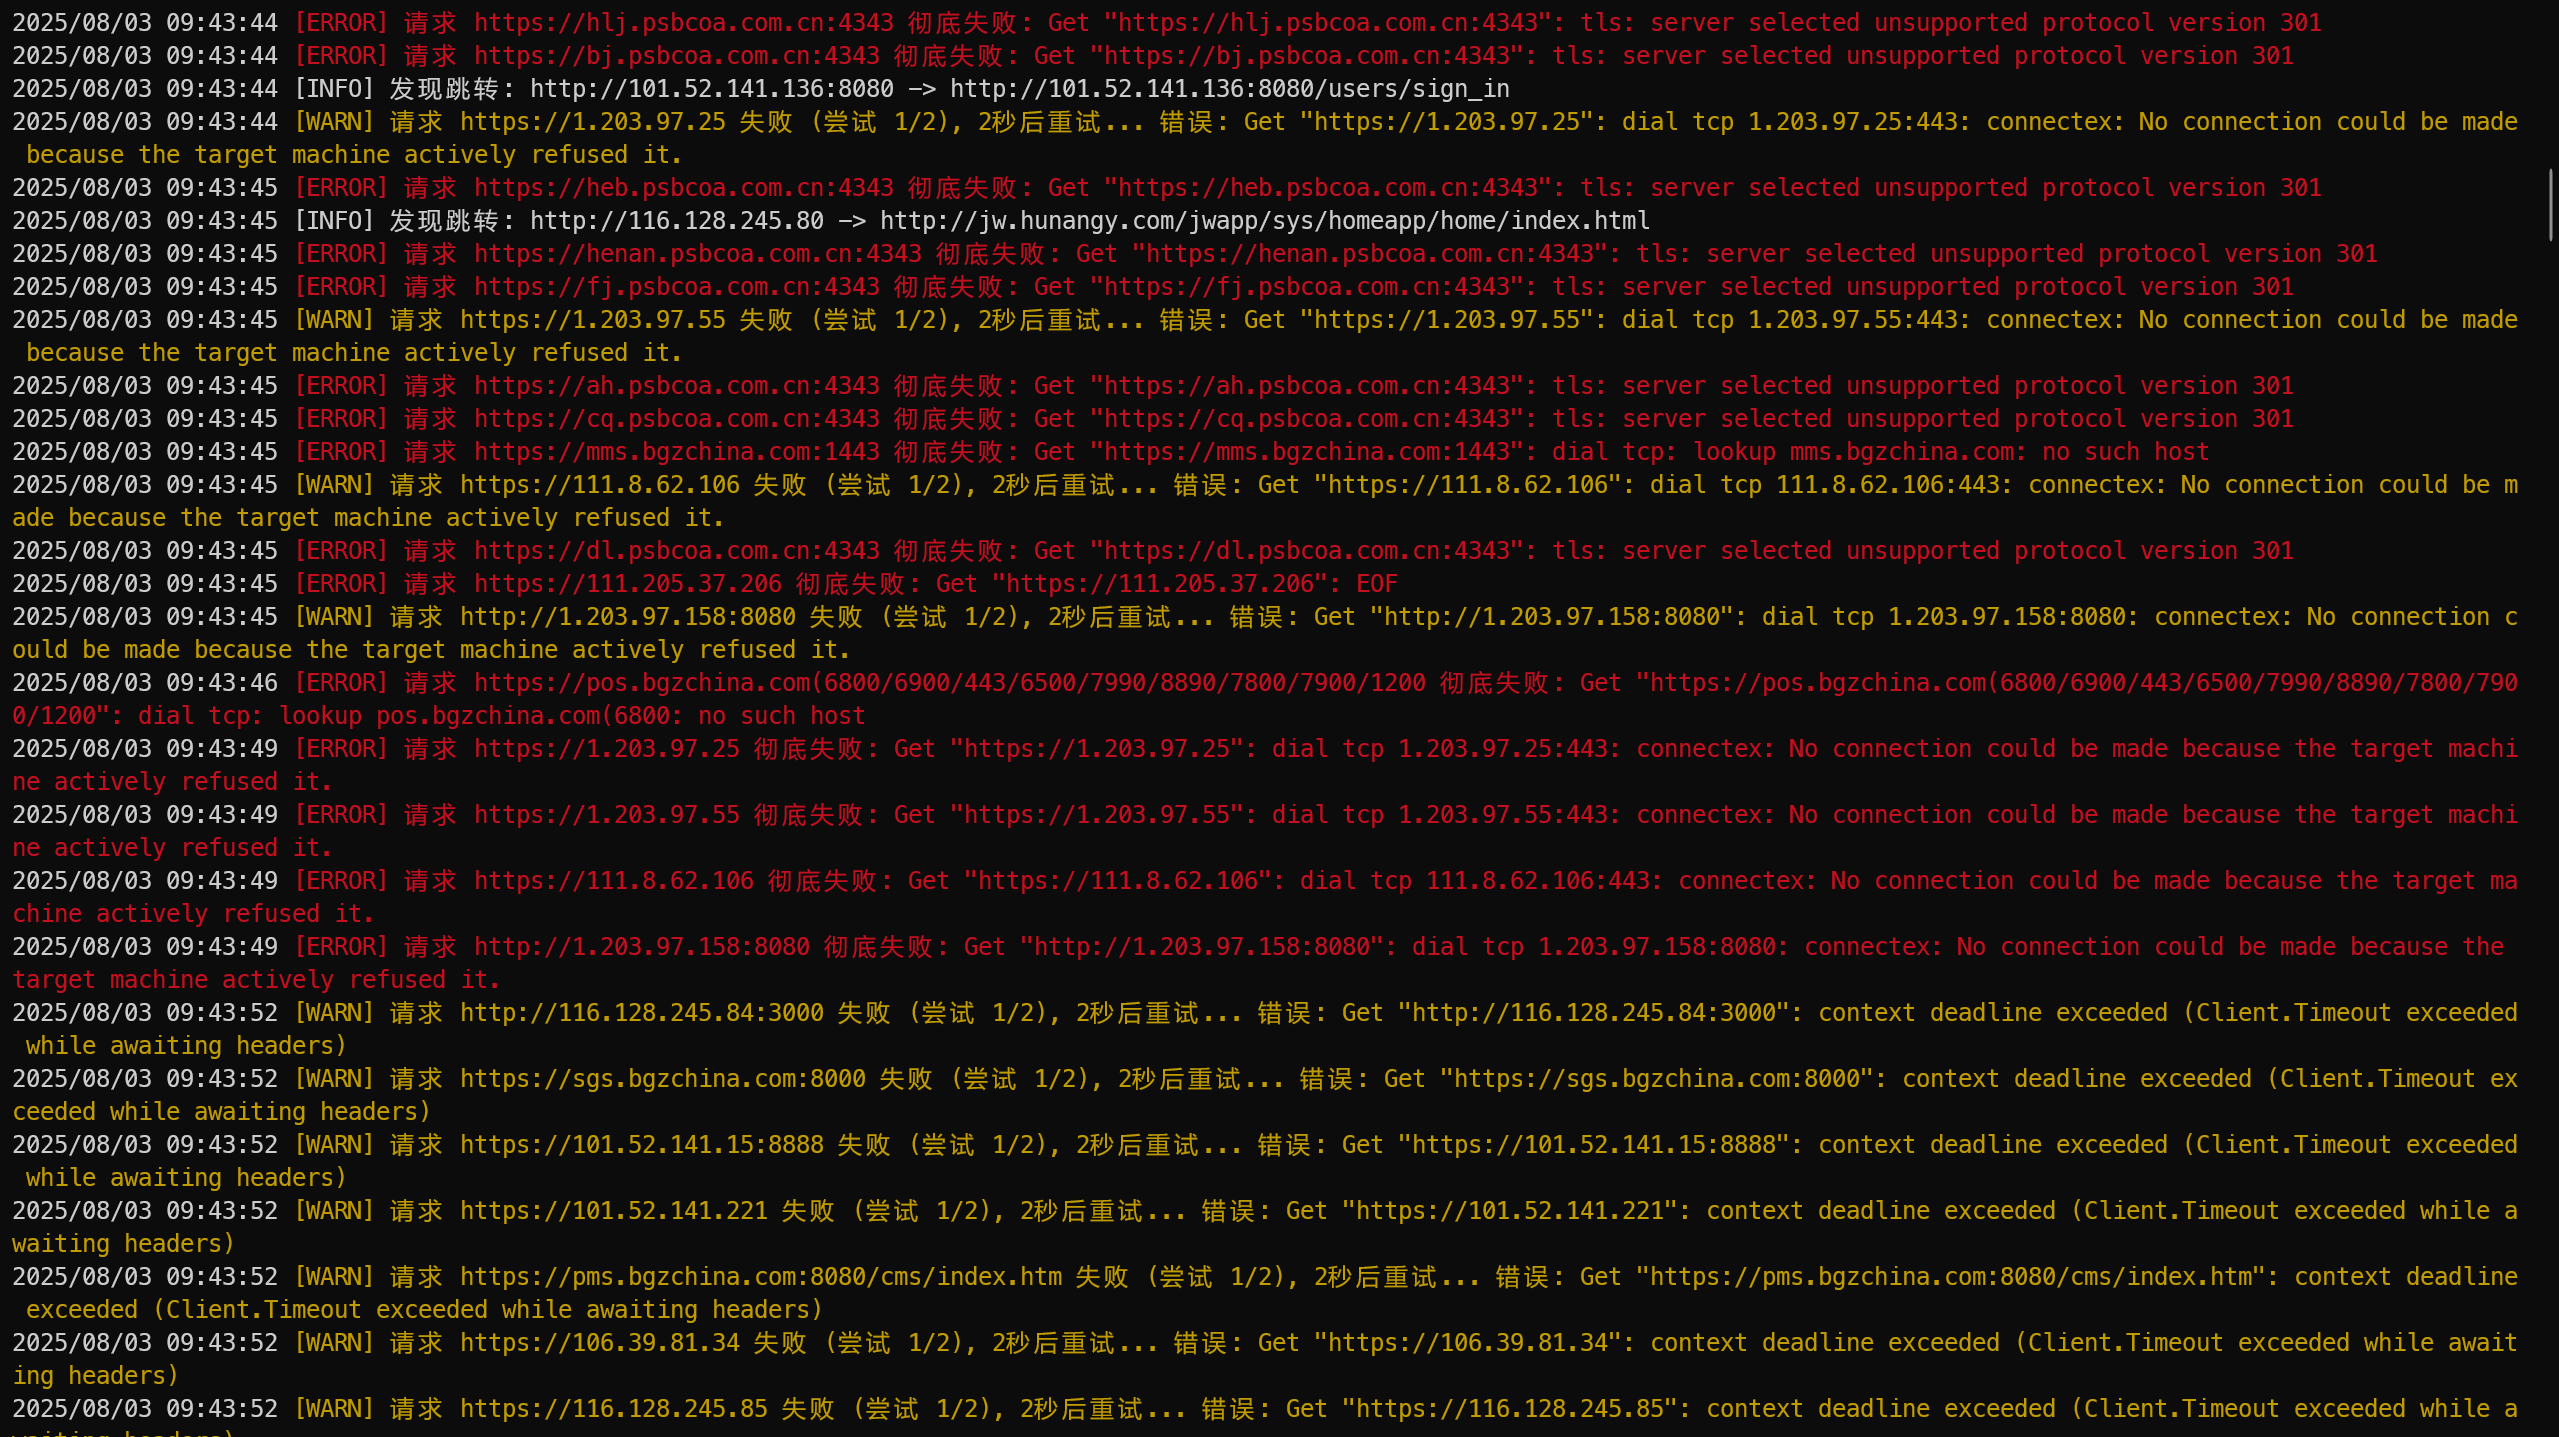 2025/08/03 09:43:44 [ERROR] 请求 https://hlj.psbcoa.com.cn:4343 彻底失败: Get "https://hlj.psbcoa.com.cn:4343": tls: server selected unsupported protocol version 301
2025/08/03 09:43:44 [ERROR] 请求 https://bj.psbcoa.com.cn:4343 彻底失败: Get "https://bj.psbcoa.com.cn:4343": tls: server selected unsupported protocol version 301
2025/08/03 09:43:44 [INFO] 发现跳转: http://101.52.141.136:8080 -> http://101.52.141.136:8080/users/sign_in
2025/08/03 09:43:44 [WARN] 请求 https://1.203.97.25 失败 (尝试 1/2), 2秒后重试... 错误: Get "https://1.203.97.25": dial tcp 1.203.97.25:443: connectex: No connection could be made
 because the target machine actively refused it.
2025/08/03 09:43:45 [ERROR] 请求 https://heb.psbcoa.com.cn:4343 彻底失败: Get "https://heb.psbcoa.com.cn:4343": tls: server selected unsupported protocol version 301
2025/08/03 09:43:45 [INFO] 发现跳转: http://116.128.245.80 -> http://jw.hunangy.com/jwapp/sys/homeapp/home/index.html
2025/08/03 09:43:45 [ERROR] 请求 https://henan.psbcoa.com.cn:4343 彻底失败: Get "https://henan.psbcoa.com.cn:4343": tls: server selected unsupported protocol version 301
2025/08/03 09:43:45 [ERROR] 请求 https://fj.psbcoa.com.cn:4343 彻底失败: Get "https://fj.psbcoa.com.cn:4343": tls: server selected unsupported protocol version 301
2025/08/03 09:43:45 [WARN] 请求 https://1.203.97.55 失败 (尝试 1/2), 2秒后重试... 错误: Get "https://1.203.97.55": dial tcp 1.203.97.55:443: connectex: No connection could be made
 because the target machine actively refused it.
2025/08/03 09:43:45 [ERROR] 请求 https://ah.psbcoa.com.cn:4343 彻底失败: Get "https://ah.psbcoa.com.cn:4343": tls: server selected unsupported protocol version 301
2025/08/03 09:43:45 [ERROR] 请求 https://cq.psbcoa.com.cn:4343 彻底失败: Get "https://cq.psbcoa.com.cn:4343": tls: server selected unsupported protocol version 301
2025/08/03 09:43:45 [ERROR] 请求 https://mms.bgzchina.com:1443 彻底失败: Get "https://mms.bgzchina.com:1443": dial tcp: lookup mms.bgzchina.com: no such host
2025/08/03 09:43:45 [WARN] 请求 https://111.8.62.106 失败 (尝试 1/2), 2秒后重试... 错误: Get "https://111.8.62.106": dial tcp 111.8.62.106:443: connectex: No connection could be m
ade because the target machine actively refused it.
2025/08/03 09:43:45 [ERROR] 请求 https://dl.psbcoa.com.cn:4343 彻底失败: Get "https://dl.psbcoa.com.cn:4343": tls: server selected unsupported protocol version 301
2025/08/03 09:43:45 [ERROR] 请求 https://111.205.37.206 彻底失败: Get "https://111.205.37.206": EOF
2025/08/03 09:43:45 [WARN] 请求 http://1.203.97.158:8080 失败 (尝试 1/2), 2秒后重试... 错误: Get "http://1.203.97.158:8080": dial tcp 1.203.97.158:8080: connectex: No connection c
ould be made because the target machine actively refused it.
2025/08/03 09:43:46 [ERROR] 请求 https://pos.bgzchina.com(6800/6900/443/6500/7990/8890/7800/7900/1200 彻底失败: Get "https://pos.bgzchina.com(6800/6900/443/6500/7990/8890/7800/790
0/1200": dial tcp: lookup pos.bgzchina.com(6800: no such host
2025/08/03 09:43:49 [ERROR] 请求 https://1.203.97.25 彻底失败: Get "https://1.203.97.25": dial tcp 1.203.97.25:443: connectex: No connection could be made because the target machi
ne actively refused it.
2025/08/03 09:43:49 [ERROR] 请求 https://1.203.97.55 彻底失败: Get "https://1.203.97.55": dial tcp 1.203.97.55:443: connectex: No connection could be made because the target machi
ne actively refused it.
2025/08/03 09:43:49 [ERROR] 请求 https://111.8.62.106 彻底失败: Get "https://111.8.62.106": dial tcp 111.8.62.106:443: connectex: No connection could be made because the target ma
chine actively refused it.
2025/08/03 09:43:49 [ERROR] 请求 http://1.203.97.158:8080 彻底失败: Get "http://1.203.97.158:8080": dial tcp 1.203.97.158:8080: connectex: No connection could be made because the
target machine actively refused it.
2025/08/03 09:43:52 [WARN] 请求 http://116.128.245.84:3000 失败 (尝试 1/2), 2秒后重试... 错误: Get "http://116.128.245.84:3000": context deadline exceeded (Client.Timeout exceeded
 while awaiting headers)
2025/08/03 09:43:52 [WARN] 请求 https://sgs.bgzchina.com:8000 失败 (尝试 1/2), 2秒后重试... 错误: Get "https://sgs.bgzchina.com:8000": context deadline exceeded (Client.Timeout ex
ceeded while awaiting headers)
2025/08/03 09:43:52 [WARN] 请求 https://101.52.141.15:8888 失败 (尝试 1/2), 2秒后重试... 错误: Get "https://101.52.141.15:8888": context deadline exceeded (Client.Timeout exceeded
 while awaiting headers)
2025/08/03 09:43:52 [WARN] 请求 https://101.52.141.221 失败 (尝试 1/2), 2秒后重试... 错误: Get "https://101.52.141.221": context deadline exceeded (Client.Timeout exceeded while a
waiting headers)
2025/08/03 09:43:52 [WARN] 请求 https://pms.bgzchina.com:8080/cms/index.htm 失败 (尝试 1/2), 2秒后重试... 错误: Get "https://pms.bgzchina.com:8080/cms/index.htm": context deadline
 exceeded (Client.Timeout exceeded while awaiting headers)
2025/08/03 09:43:52 [WARN] 请求 https://106.39.81.34 失败 (尝试 1/2), 2秒后重试... 错误: Get "https://106.39.81.34": context deadline exceeded (Client.Timeout exceeded while await
ing headers)
2025/08/03 09:43:52 [WARN] 请求 https://116.128.245.85 失败 (尝试 1/2), 2秒后重试... 错误: Get "https://116.128.245.85": context deadline exceeded (Client.Timeout exceeded while a